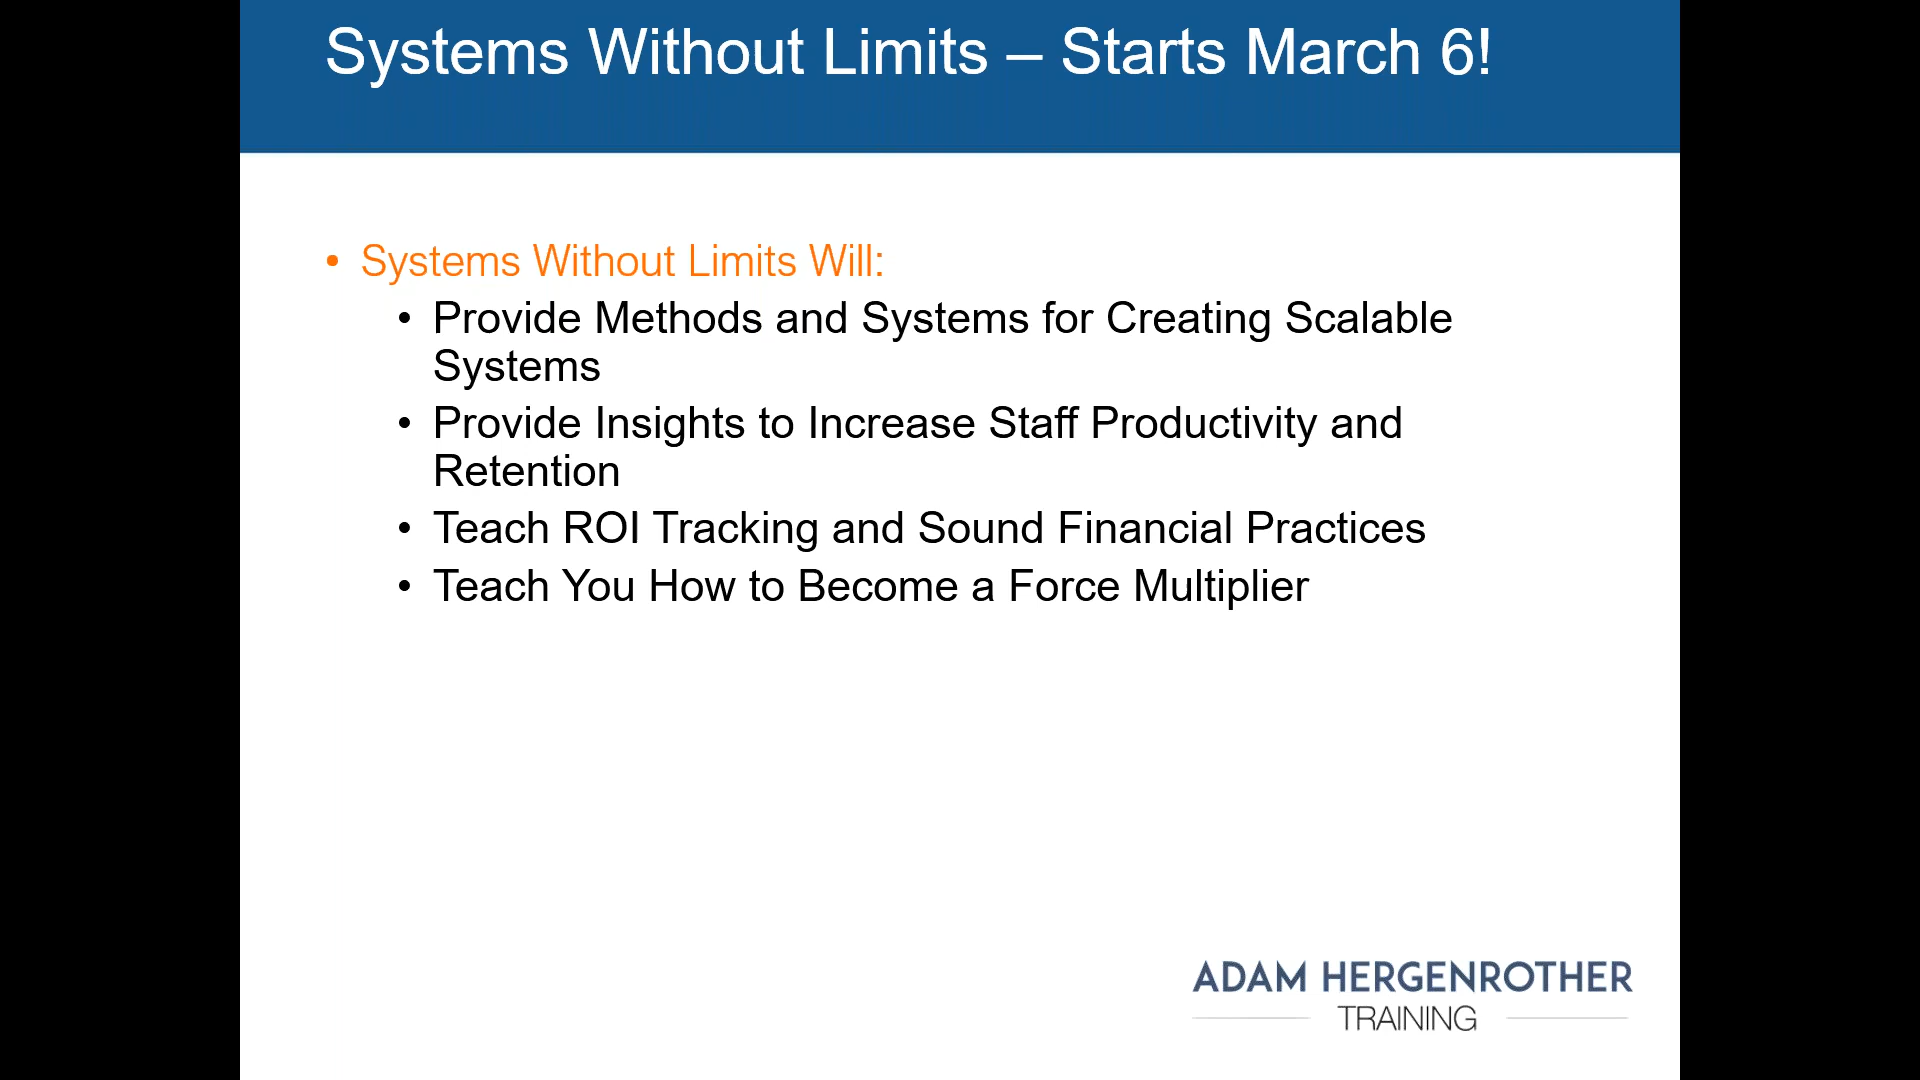 Systems Without Limits – Starts March 6!
• Systems Without Limits Will:
• Provide Methods and Systems for Creating Scalable
Systems
• Provide Insights to Increase Staff Productivity and
Retention
• Teach ROI Tracking and Sound Financial Practices
• Teach You How to Become a Force Multiplier
ADAM HERGENROTHER
TRAINING